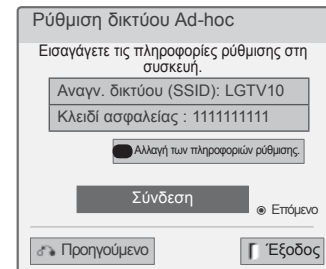 Ρύθμιση δικτύου Ad-hoc
Εισαγάγετε τις πληροφορίες ρύθμισης στη
συσκευή.
Αναγν. δικτύου (SSID): LGTV10
Κλειδί ασφαλείας : 1111111111
Αλλαγή των πληροφοριών ρύθμισης.
Σύνδεση
Επόμενο
Προηγούμενο
Έξοδος